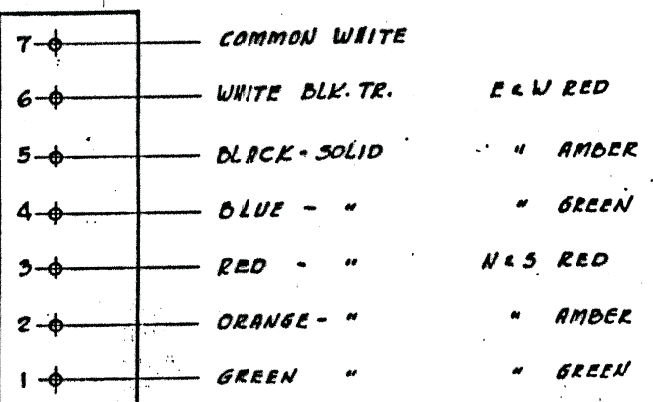 7 COMMON WHITE
6 WHITE BLK. TR. E & W RED
5 BLACK - SOLID " AMBER
4 BLUE - " " GREEN
3 RED - " N & S RED
2 ORANGE - " " AMBER
1 GREEN " " GREEN